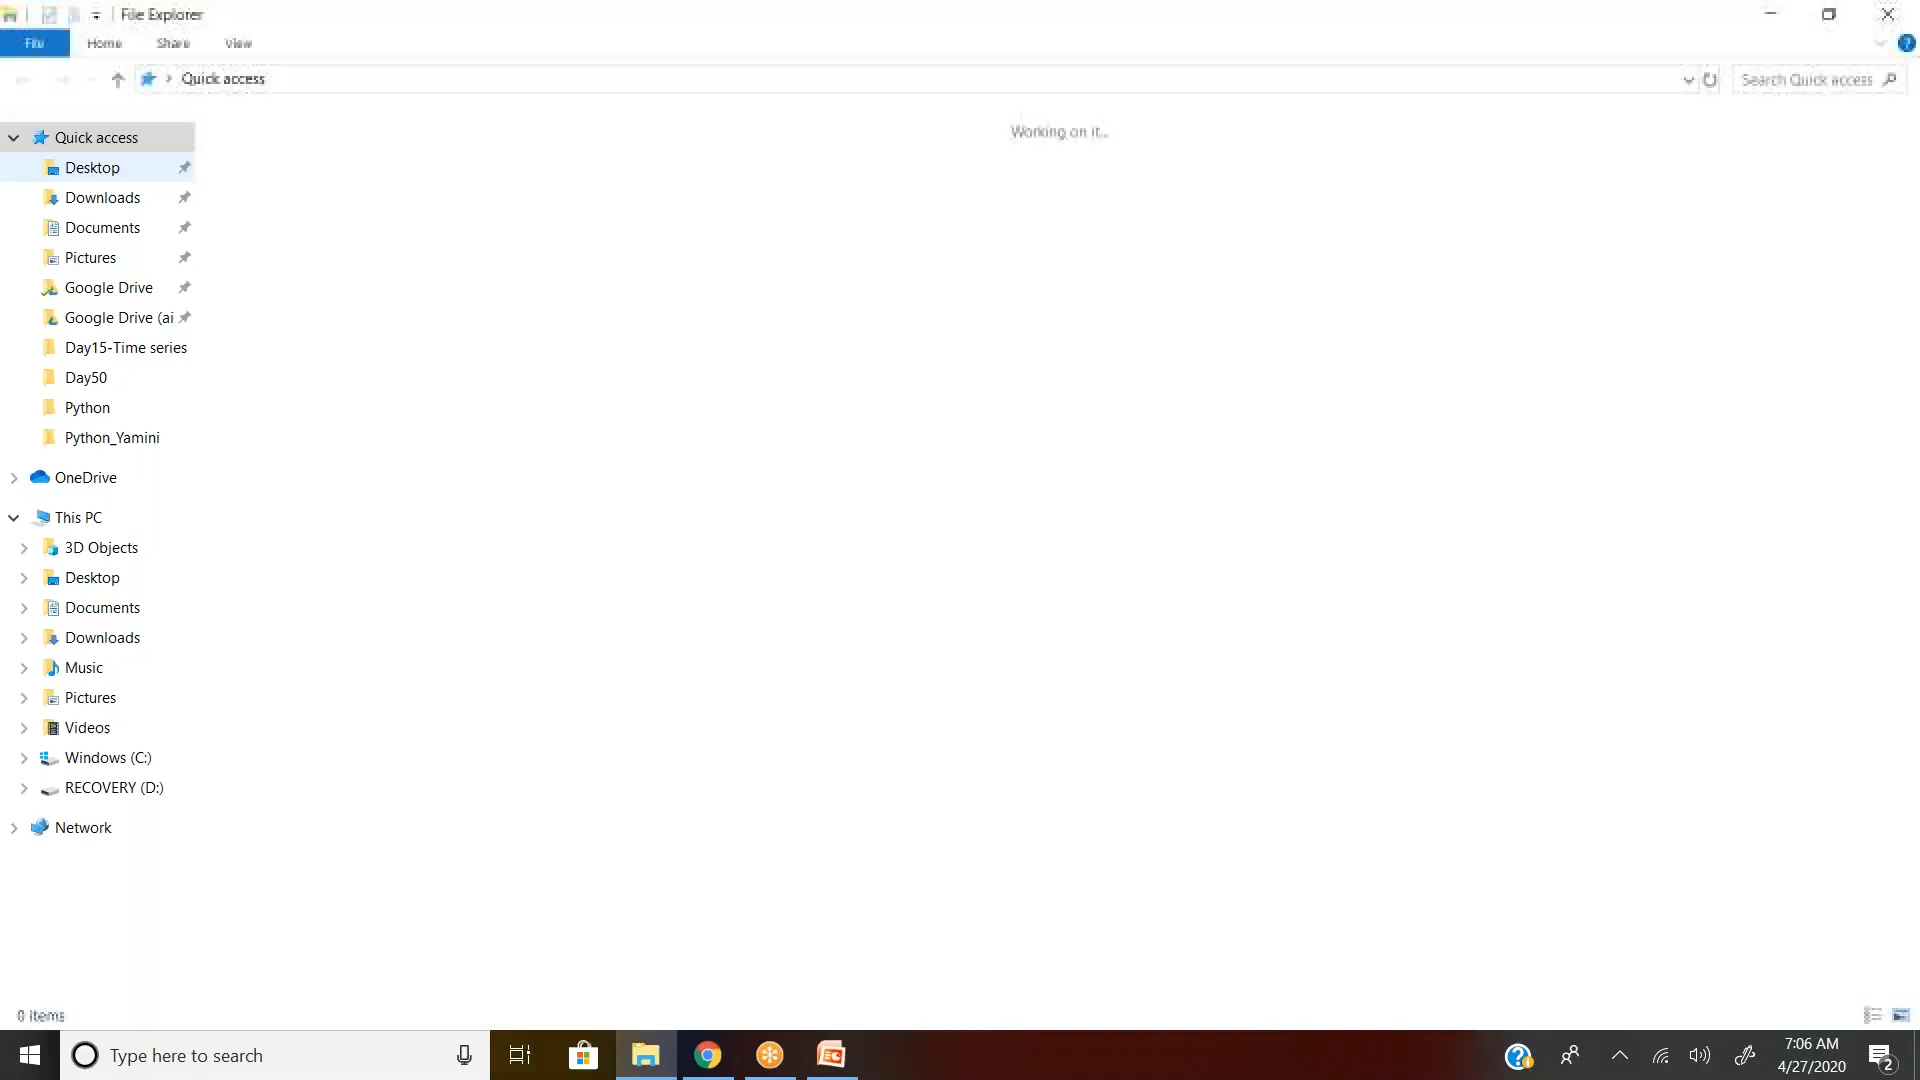 File Explorer
File Home Share View
Quick access
Search Quick access
Working on it...
Quick access
Desktop
Downloads
Documents
Pictures
Google Drive
Google Drive (ai
Day15-Time series
Day50
Python
Python_Yamini
OneDrive
This PC
3D Objects
Desktop
Documents
Downloads
Music
Pictures
Videos
Windows (C:)
RECOVERY (D:)
Network
0 items
Type here to search
7:06 AM
4/27/2020
2